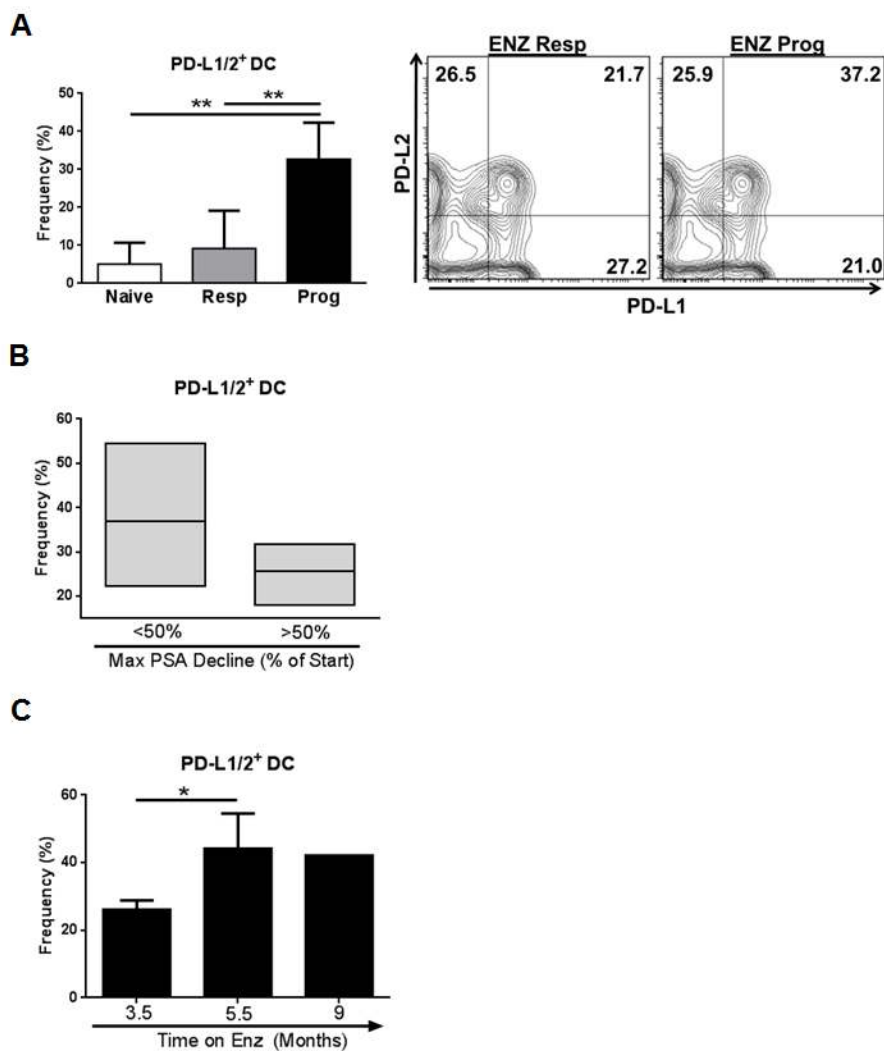 A
PD-L1/2+ DC
** **
Frequency (%)
50
40
30
20
10
0
Naive Resp Prog
ENZ Resp ENZ Prog
26.5 21.7 25.9 37.2
27.2 21.0
PD-L2
PD-L1
B
PD-L1/2+ DC
Frequency (%)
60
50
40
30
20
<50% >50%
Max PSA Decline (% of Start)
C
PD-L1/2+ DC
*
Frequency (%)
60
40
20
0
3.5 5.5 9
Time on Enz (Months)